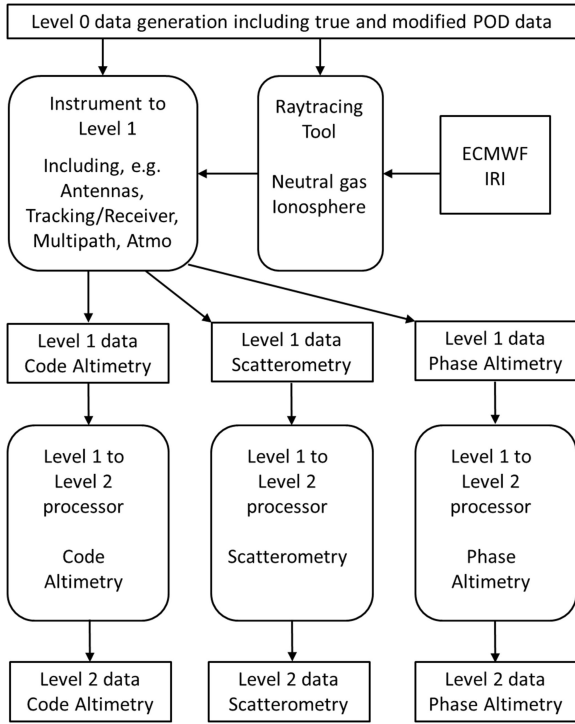 Level 0 data generation including true and modified POD data
Instrument to
Level 1
Including, e.g.
Antennas,
Tracking/Receiver,
Multipath, Atmo
Raytracing
Tool
Neutral gas
Ionosphere
ECMWF
IRI
Level 1 data
Code Altimetry
Level 1 data
Scatterometry
Level 1 data
Phase Altimetry
Level 1 to
Level 2
processor
Code
Altimetry
Level 1 to
Level 2
processor
Scatterometry
Level 1 to
Level 2
processor
Phase
Altimetry
Level 2 data
Code Altimetry
Level 2 data
Scatterometry
Level 2 data
Phase Altimetry